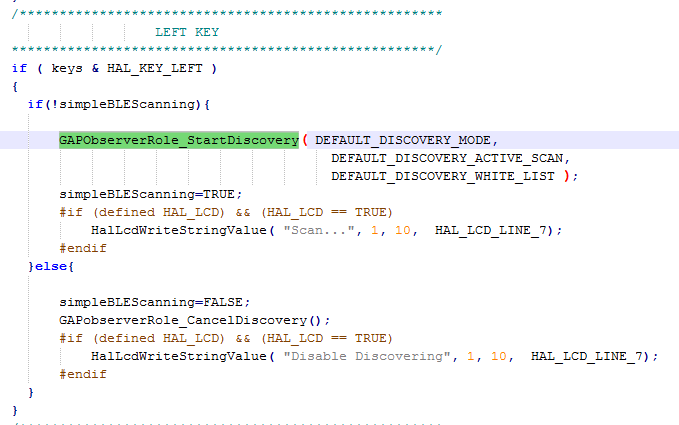 /*****************************************************
LEFT KEY
*****************************************************/
if ( keys & HAL_KEY_LEFT )
{
if(!simpleBLEScanning){
GAPObserverRole_StartDiscovery( DEFAULT_DISCOVERY_MODE,
DEFAULT_DISCOVERY_ACTIVE_SCAN,
DEFAULT_DISCOVERY_WHITE_LIST );
simpleBLEScanning=TRUE;
#if (defined HAL_LCD) && (HAL_LCD == TRUE)
HalLcdWriteStringValue( "Scan...", 1, 10,  HAL_LCD_LINE_7);
#endif
}else{
simpleBLEScanning=FALSE;
GAPobserverRole_CancelDiscovery();
#if (defined HAL_LCD) && (HAL_LCD == TRUE)
HalLcdWriteStringValue( "Disable Discovering", 1, 10,  HAL_LCD_LINE_7);
#endif
}
}
/*****************************************************